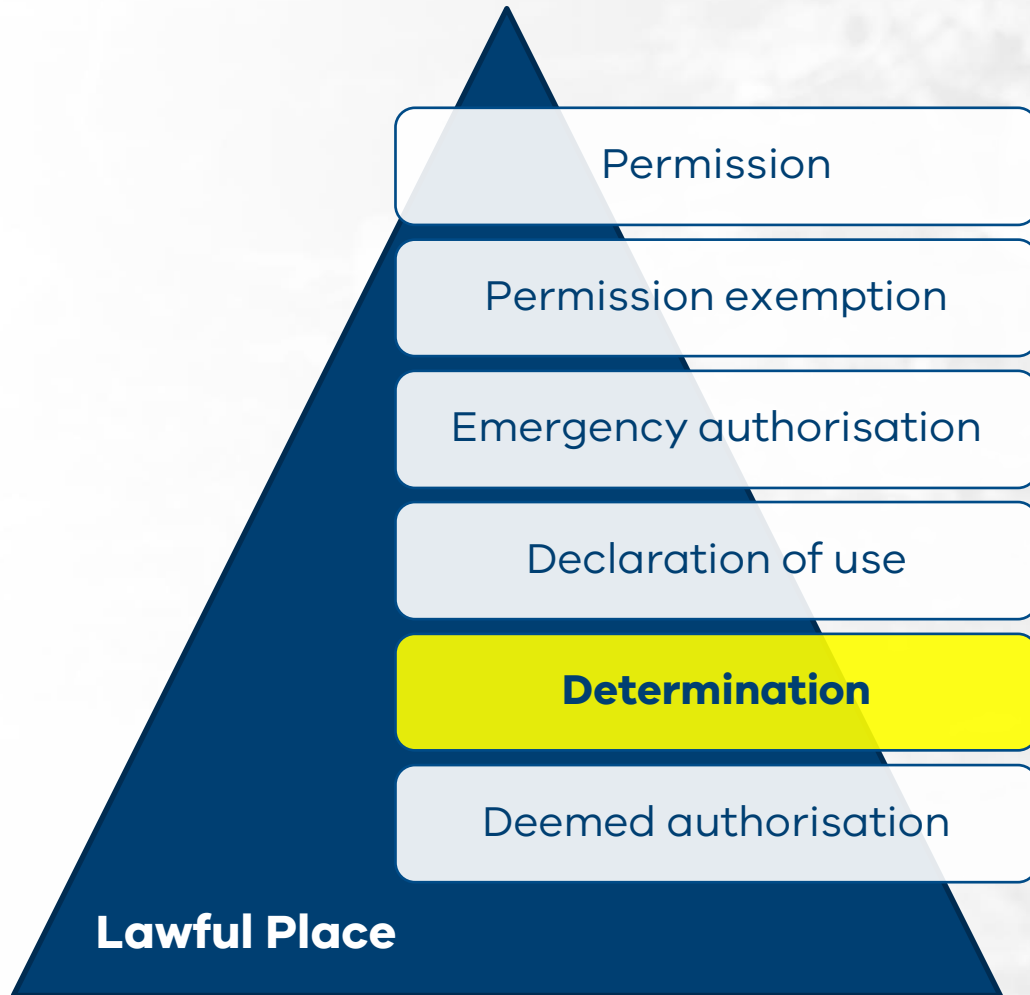 Permission
Permission exemption
Emergency authorisation
Declaration of use
Determination
Deemed authorisation
Lawful Place